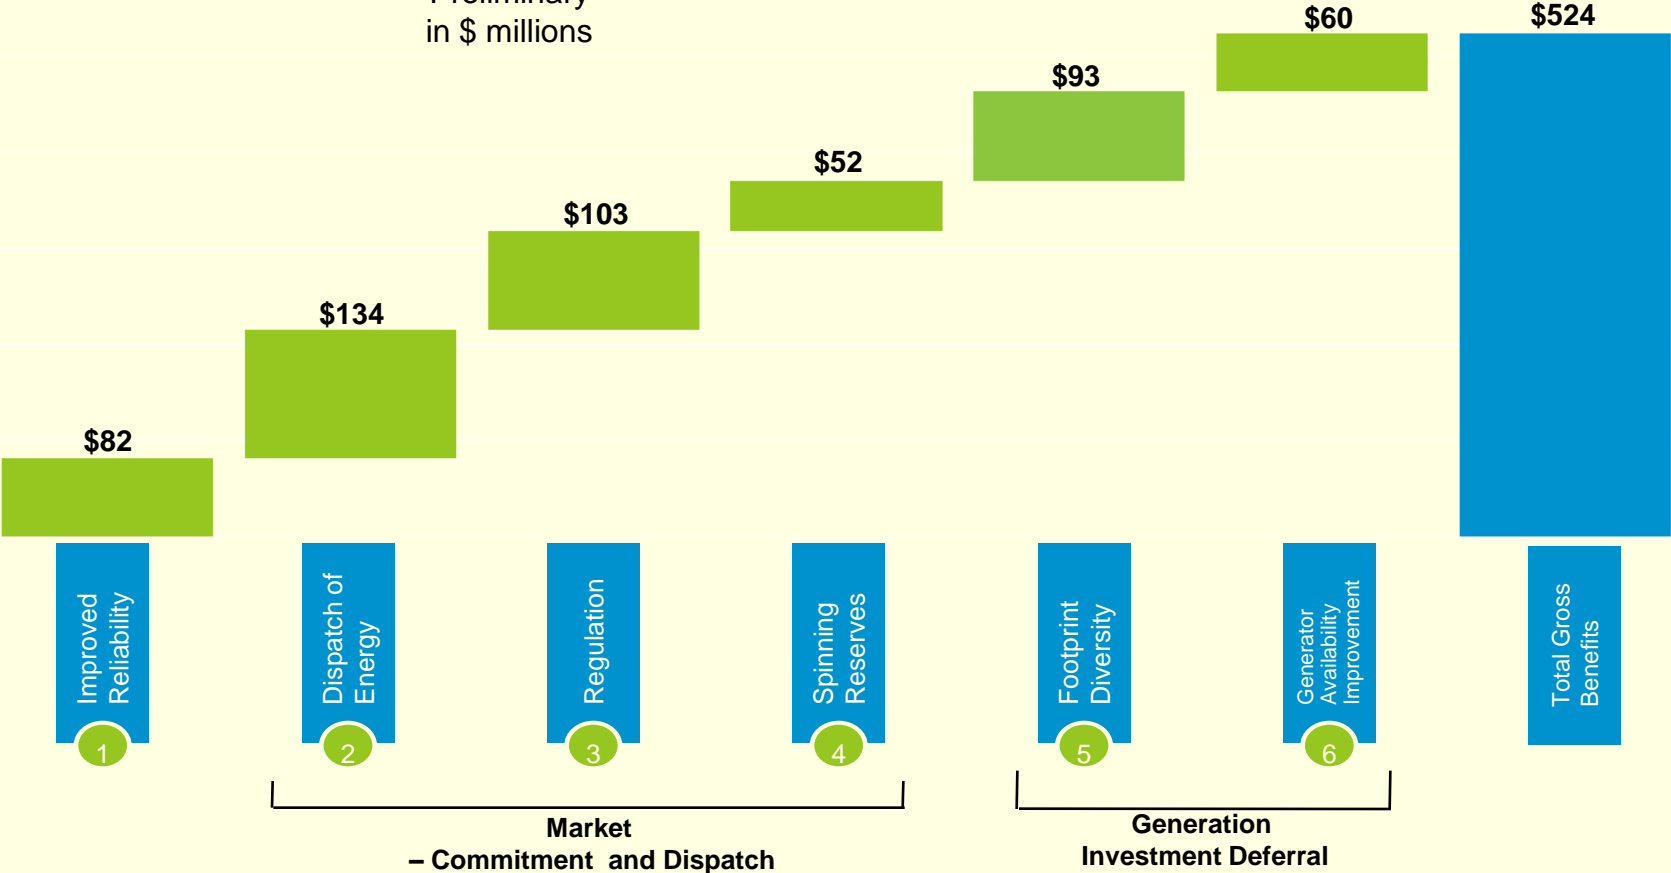 Preliminary
in $ millions
$82
$134
$103
$52
$93
$60
$524
Improved
Reliability
Dispatch of
Energy
Regulation
Spinning
Reserves
Footprint
Diversity
Generator
Availability
Improvement
Total Gross
Benefits
1
2
3
4
5
6
Market
– Commitment and Dispatch
Generation
Investment Deferral